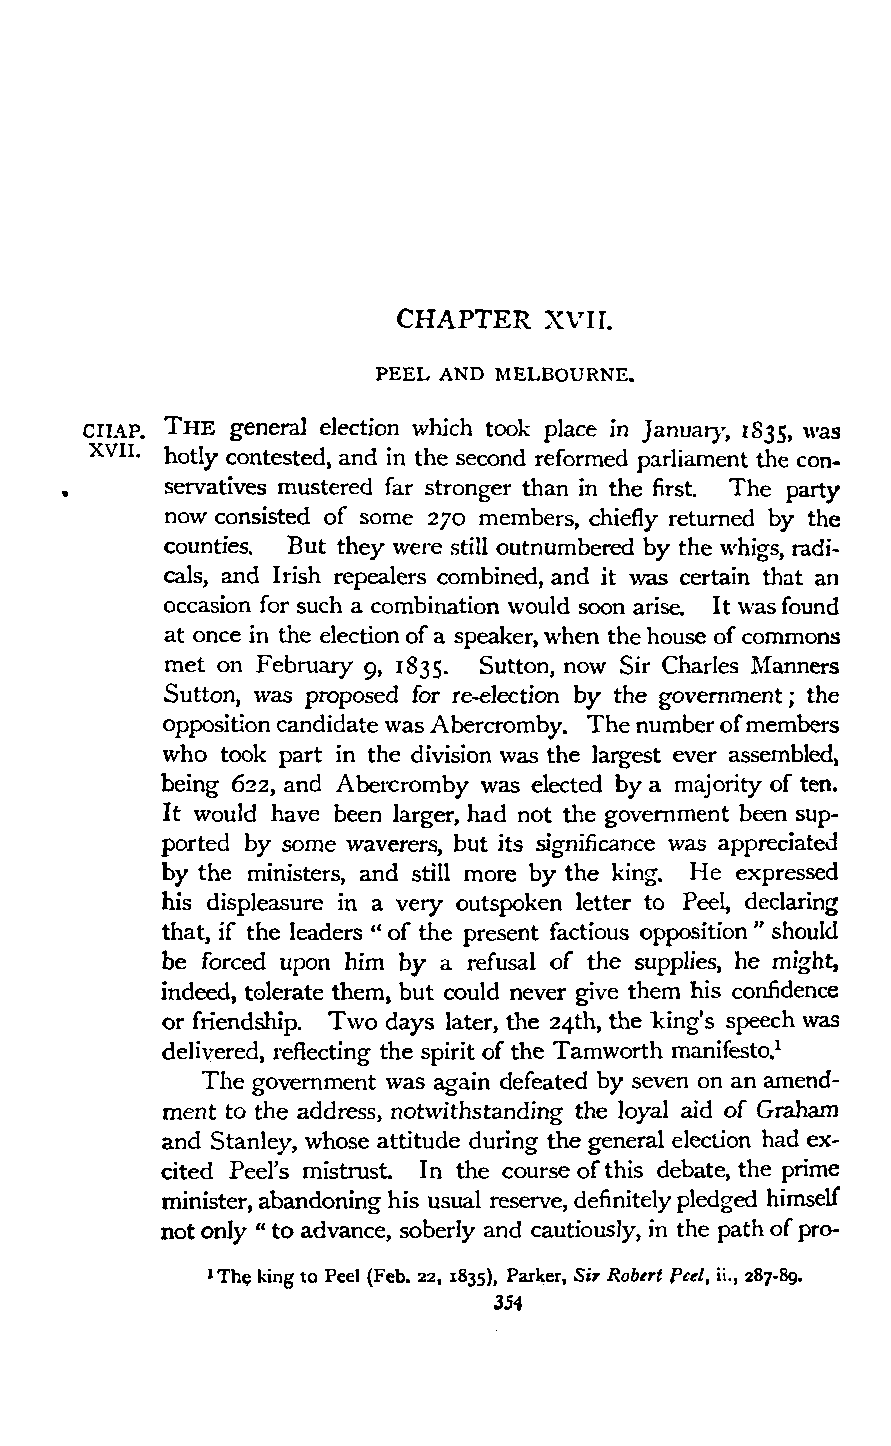 CHAPTER XVII.
PEEL AND MELBOURNE.
CHAP. XVII.
THE general election which took place in January, 1835, was
hotly contested, and in the second reformed parliament the con-
servatives mustered far stronger than in the first. The party
now consisted of some 270 members, chiefly returned by the
counties. But they were still outnumbered by the whigs, radi-
cals, and Irish repealers combined, and it was certain that an
occasion for such a combination would soon arise. It was found
at once in the election of a speaker, when the house of commons
met on February 9, 1835. Sutton, now Sir Charles Manners
Sutton, was proposed for re-election by the government; the
opposition candidate was Abercromby. The number of members
who took part in the division was the largest ever assembled,
being 622, and Abercromby was elected by a majority of ten.
It would have been larger, had not the government been sup-
ported by some waverers, but its significance was appreciated
by the ministers, and still more by the king. He expressed
his displeasure in a very outspoken letter to Peel, declaring
that, if the leaders “of the present factious opposition” should
be forced upon him by a refusal of the supplies, he might,
indeed, tolerate them, but could never give them his confidence
or friendship. Two days later, the 24th, the king's speech was
delivered, reflecting the spirit of the Tamworth manifesto.¹
The government was again defeated by seven on an amend-
ment to the address, notwithstanding the loyal aid of Graham
and Stanley, whose attitude during the general election had ex-
cited Peel's mistrust. In the course of this debate, the prime
minister, abandoning his usual reserve, definitely pledged himself
not only “to advance, soberly and cautiously, in the path of pro-
¹ The king to Peel (Feb. 22, 1835), Parker, Sir Robert Peel, ii., 287-89.
354